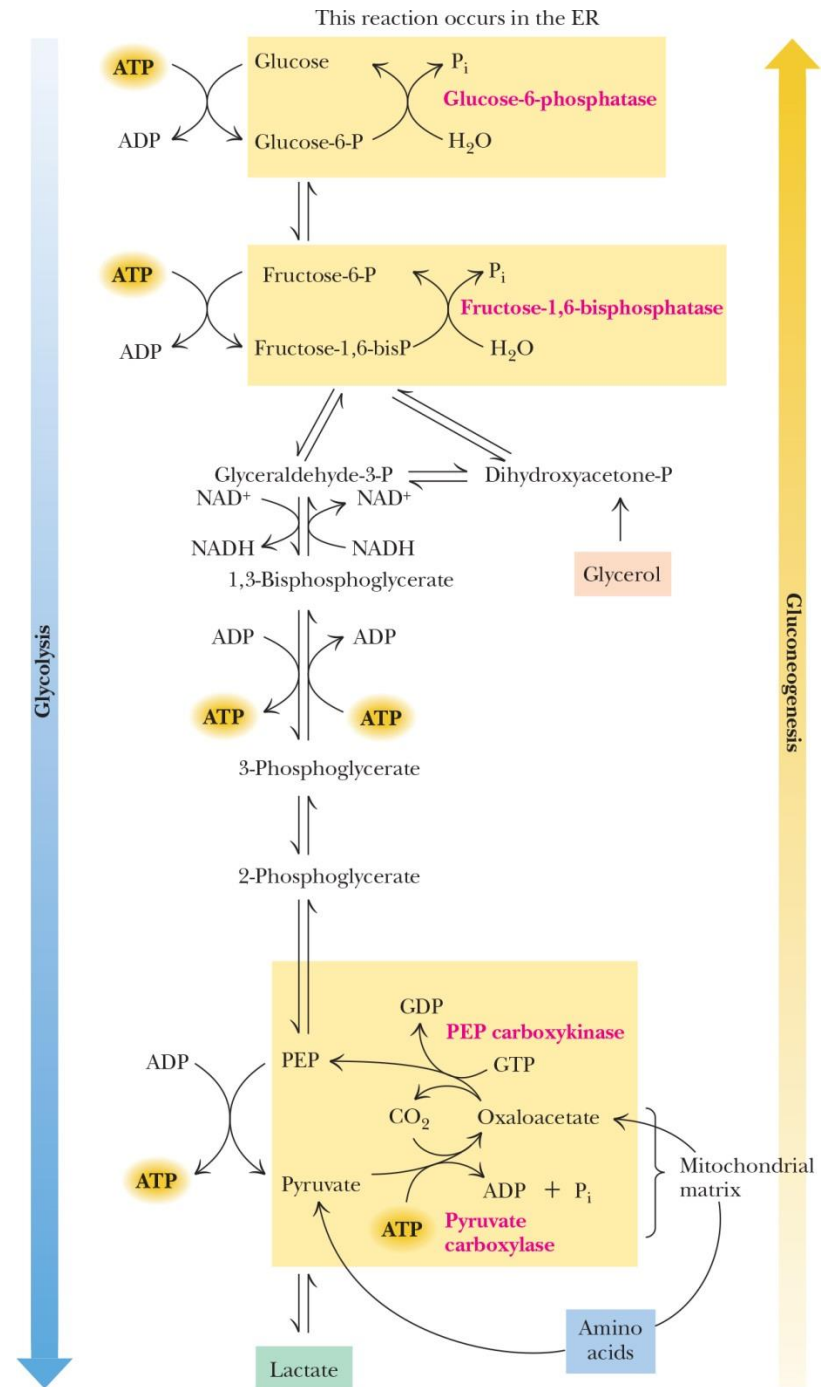 This reaction occurs in the ER
ATP
Glucose
Pi
Glucose-6-phosphatase
ADP
Glucose-6-P
H2O
ATP
Fructose-6-P
Pi
Fructose-1,6-bisphosphatase
ADP
Fructose-1,6-bisP
H2O
Glyceraldehyde-3-P
Dihydroxyacetone-P
NAD+
NAD+
NADH
NADH
Glycerol
1,3-Bisphosphoglycerate
ADP
ADP
Glycolysis
Gluconeogenesis
ATP
ATP
3-Phosphoglycerate
2-Phosphoglycerate
GDP
PEP carboxykinase
ADP
PEP
GTP
CO2
Oxaloacetate
Mitochondrial
matrix
ATP
Pyruvate
ADP + Pi
ATP
Pyruvate
carboxylase
Amino
acids
Lactate